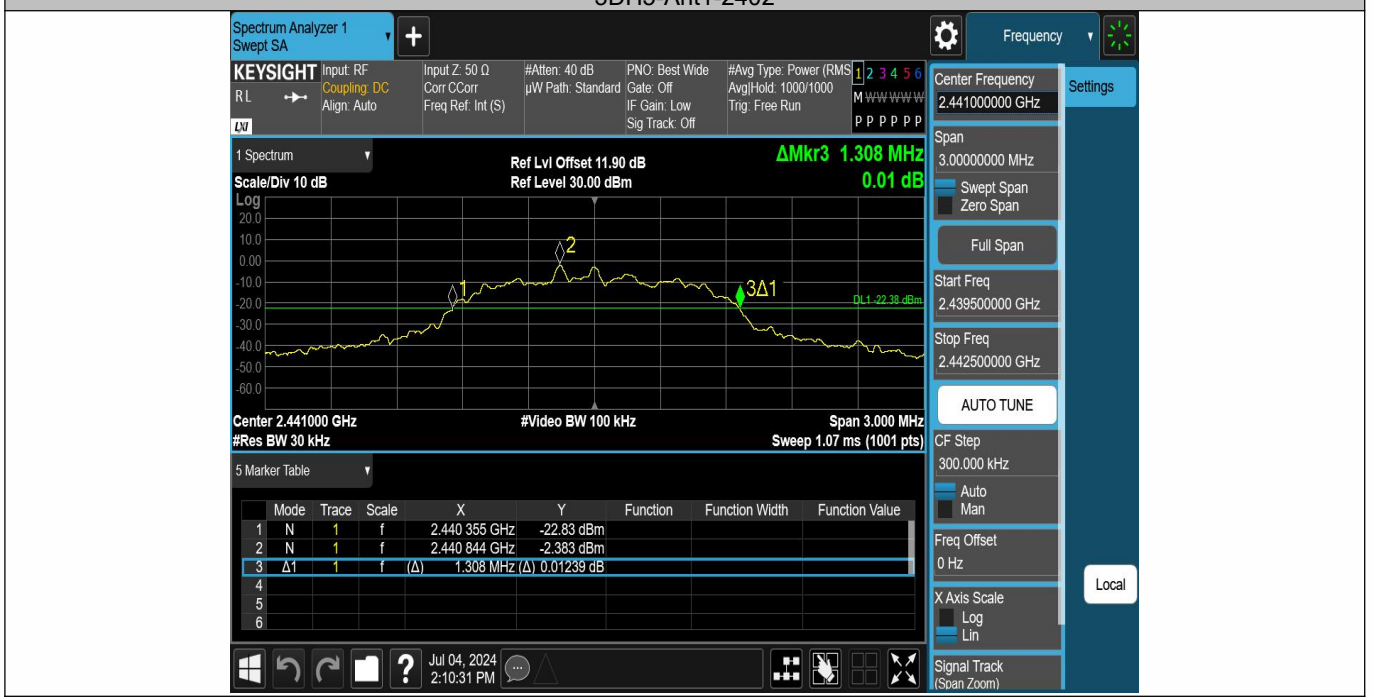 3DH5-Ant1-2402
Spectrum Analyzer 1
Swept SA
+
Frequency
KEYSIGHT
RL
LXI
Input: RF
Coupling: DC
Align: Auto
Input Z: 50 Ω
Corr CCorr
Freq Ref: Int (S)
#Atten: 40 dB
µW Path: Standard
PNO: Best Wide
Gate: Off
IF Gain: Low
Sig Track: Off
#Avg Type: Power (RMS
Avg|Hold: 1000/1000
Trig: Free Run
1 2 3 4 5 6
M W W W W W
P P P P P P
Center Frequency
2.441000000 GHz
Settings
1 Spectrum
Ref Lvl Offset 11.90 dB
ΔMkr3 1.308 MHz
Scale/Div 10 dB
Ref Level 30.00 dBm
0.01 dB
Log
20.0
10.0
0.00
-10.0
-20.0
-30.0
-40.0
-50.0
-60.0
1
2
3Δ1
DL1 -22.38 dBm
Center 2.441000 GHz
#Video BW 100 kHz
Span 3.000 MHz
#Res BW 30 kHz
Sweep 1.07 ms (1001 pts)
Span
3.00000000 MHz
Swept Span
Zero Span
Full Span
Start Freq
2.439500000 GHz
Stop Freq
2.442500000 GHz
AUTO TUNE
CF Step
300.000 kHz
Auto
Man
Freq Offset
0 Hz
X Axis Scale
Log
Lin
Signal Track
(Span Zoom)
Local
5 Marker Table
Mode Trace Scale X Y Function Function Width Function Value
1 N 1 f 2.440 355 GHz -22.83 dBm
2 N 1 f 2.440 844 GHz -2.383 dBm
3 Δ1 1 f (Δ) 1.308 MHz (Δ) 0.01239 dB
4
5
6
?
Jul 04, 2024
2:10:31 PM